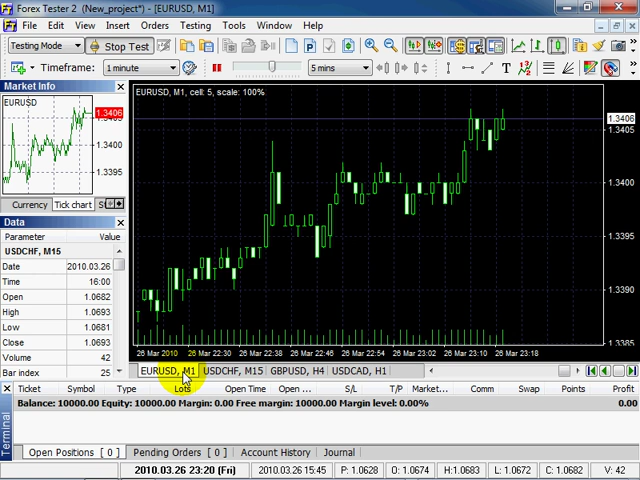 Forex Tester 2 (New_project*) - [EURUSD, M1]
File Edit View Insert Orders Testing Tools Window Help
Testing Mode Stop Test
Timeframe: 1 minute 5 mins
Market Info
EURUSD
1.3406
1.3405
1.3400
1.3395
Currency Tick chart
Data
Parameter Value
USDCHF, M15
Date 2010.03.26
Time 16:00
Open 1.0682
High 1.0693
Low 1.0681
Close 1.0693
Volume 42
Bar index 25
EURUSD, M1, cell: 5, scale: 100%
1.3406
1.3400
1.3395
1.3390
1.3385
26 Mar 2010 26 Mar 22:30 26 Mar 22:38 26 Mar 22:46 26 Mar 22:54 26 Mar 23:02 26 Mar 23:10 26 Mar 23:18
EURUSD, M1 USDCHF, M15 GBPUSD, H4 USDCAD, H1
Ticket Symbol Type Lots Open Time Open ... S/L T/P Market... Comm Swap Points Profit
Balance: 10000.00 Equity: 10000.00 Margin: 0.00 Free margin: 10000.00 Margin level: 0.00% 0.00
Terminal
Open Positions [ 0 ] Pending Orders [ 0 ] Account History Journal
2010.03.26 23:20 (Fri) 2010.03.26 15:45 P: 1.0628 O: 1.0674 H:1.0683 L: 1.0672 C: 1.0682 V: 42